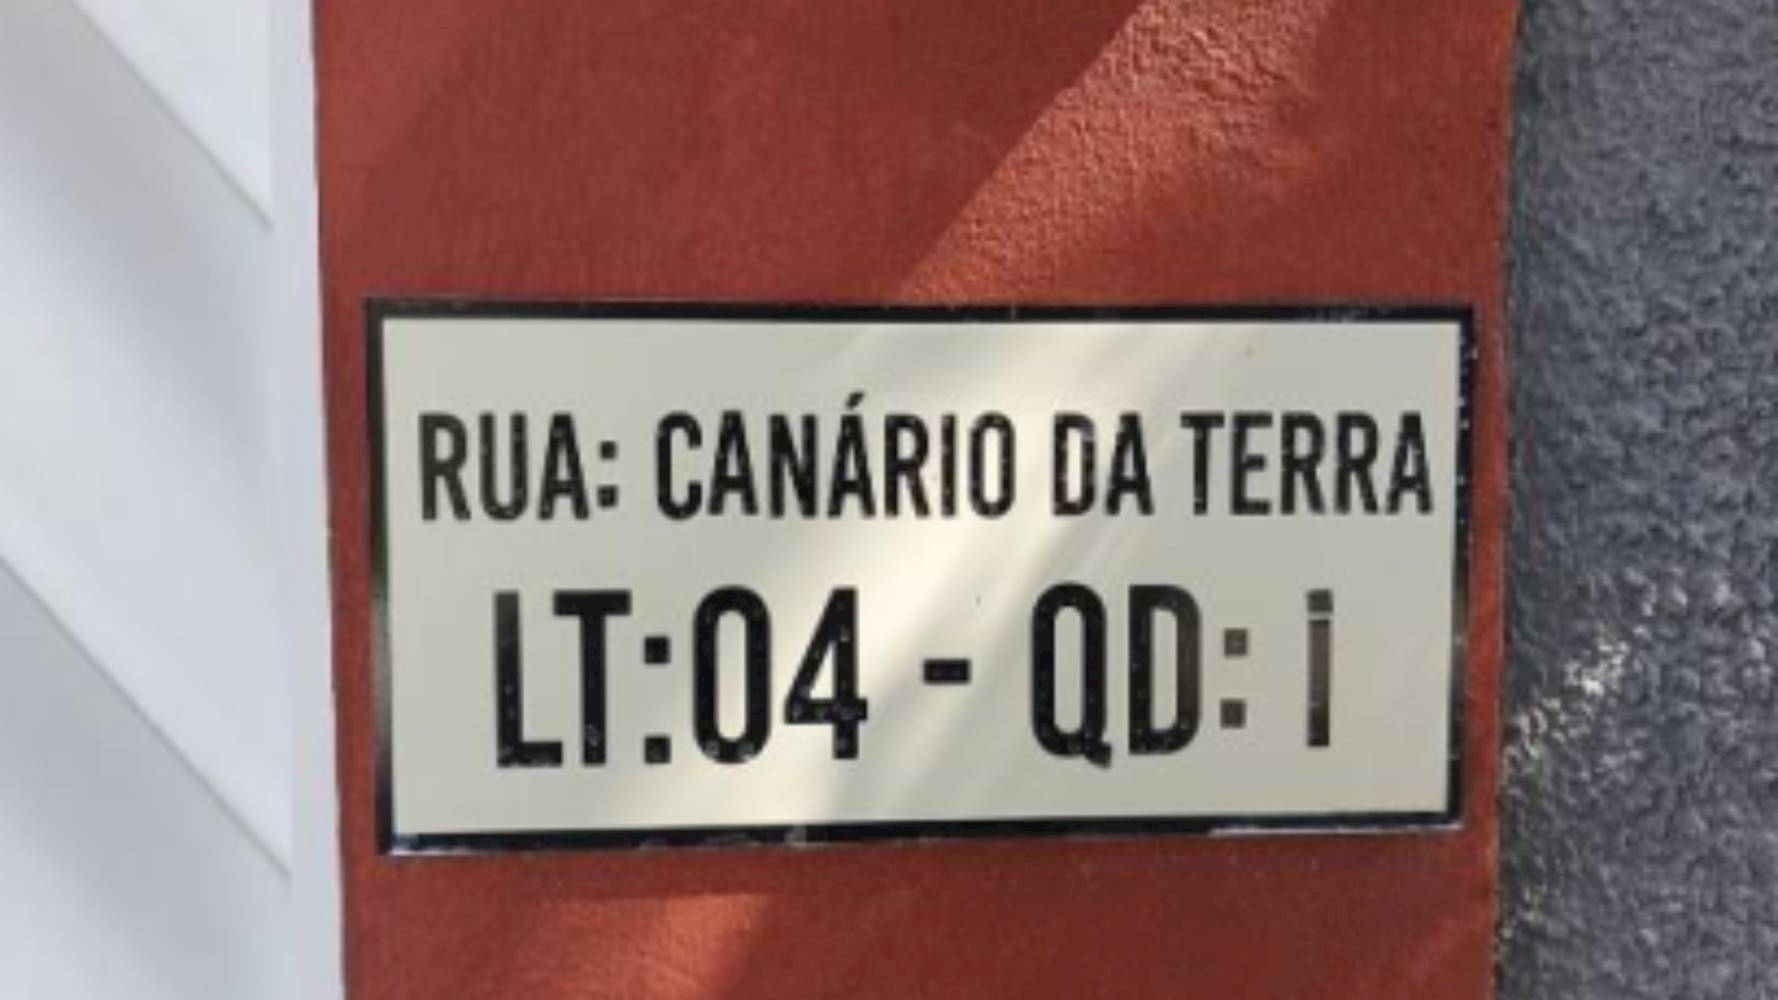 RUA: CANÁRIO DA TERRA
LT:04 - QD: i